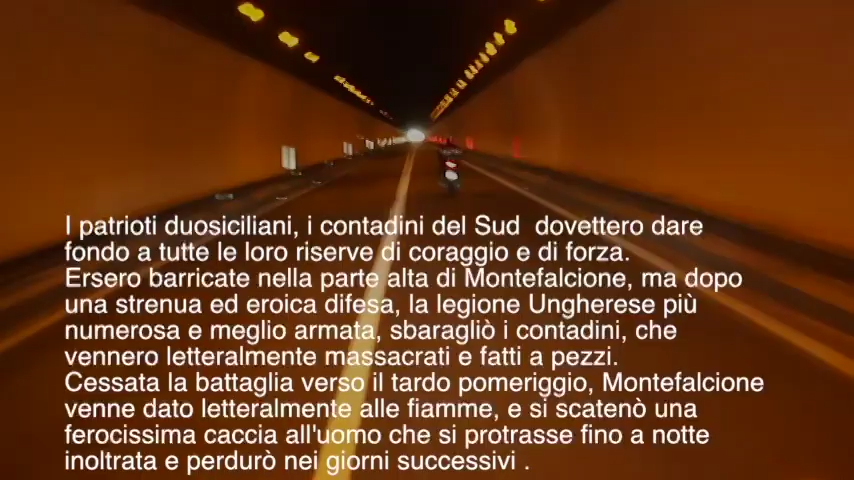 I patrioti duosiciliani, i contadini del Sud  dovettero dare
fondo a tutte le loro riserve di coraggio e di forza.
Ersero barricate nella parte alta di Montefalcione, ma dopo
una strenua ed eroica difesa, la legione Ungherese più
numerosa e meglio armata, sbaragliò i contadini, che
vennero letteralmente massacrati e fatti a pezzi.
Cessata la battaglia verso il tardo pomeriggio, Montefalcione
venne dato letteralmente alle fiamme, e si scatenò una
ferocissima caccia all'uomo che si protrasse fino a notte
inoltrata e perdurò nei giorni successivi .